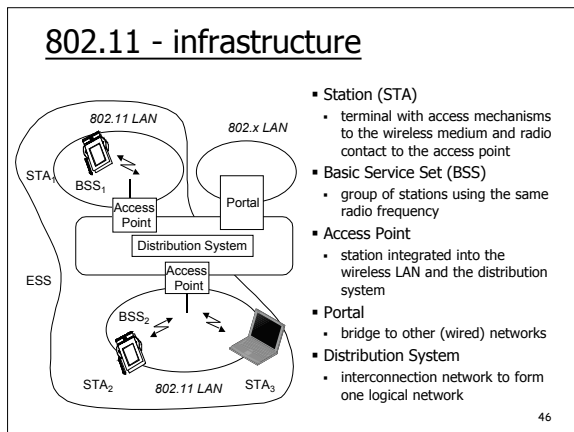 802.11 - infrastructure
802.11 LAN
802.x LAN
STA₁
BSS₁
Access
Point
Portal
Distribution System
Access
Point
ESS
BSS₂
STA₂
802.11 LAN
STA₃
▪ Station (STA)
▪ terminal with access mechanisms
to the wireless medium and radio
contact to the access point
▪ Basic Service Set (BSS)
▪ group of stations using the same
radio frequency
▪ Access Point
▪ station integrated into the
wireless LAN and the distribution
system
▪ Portal
▪ bridge to other (wired) networks
▪ Distribution System
▪ interconnection network to form
one logical network
46